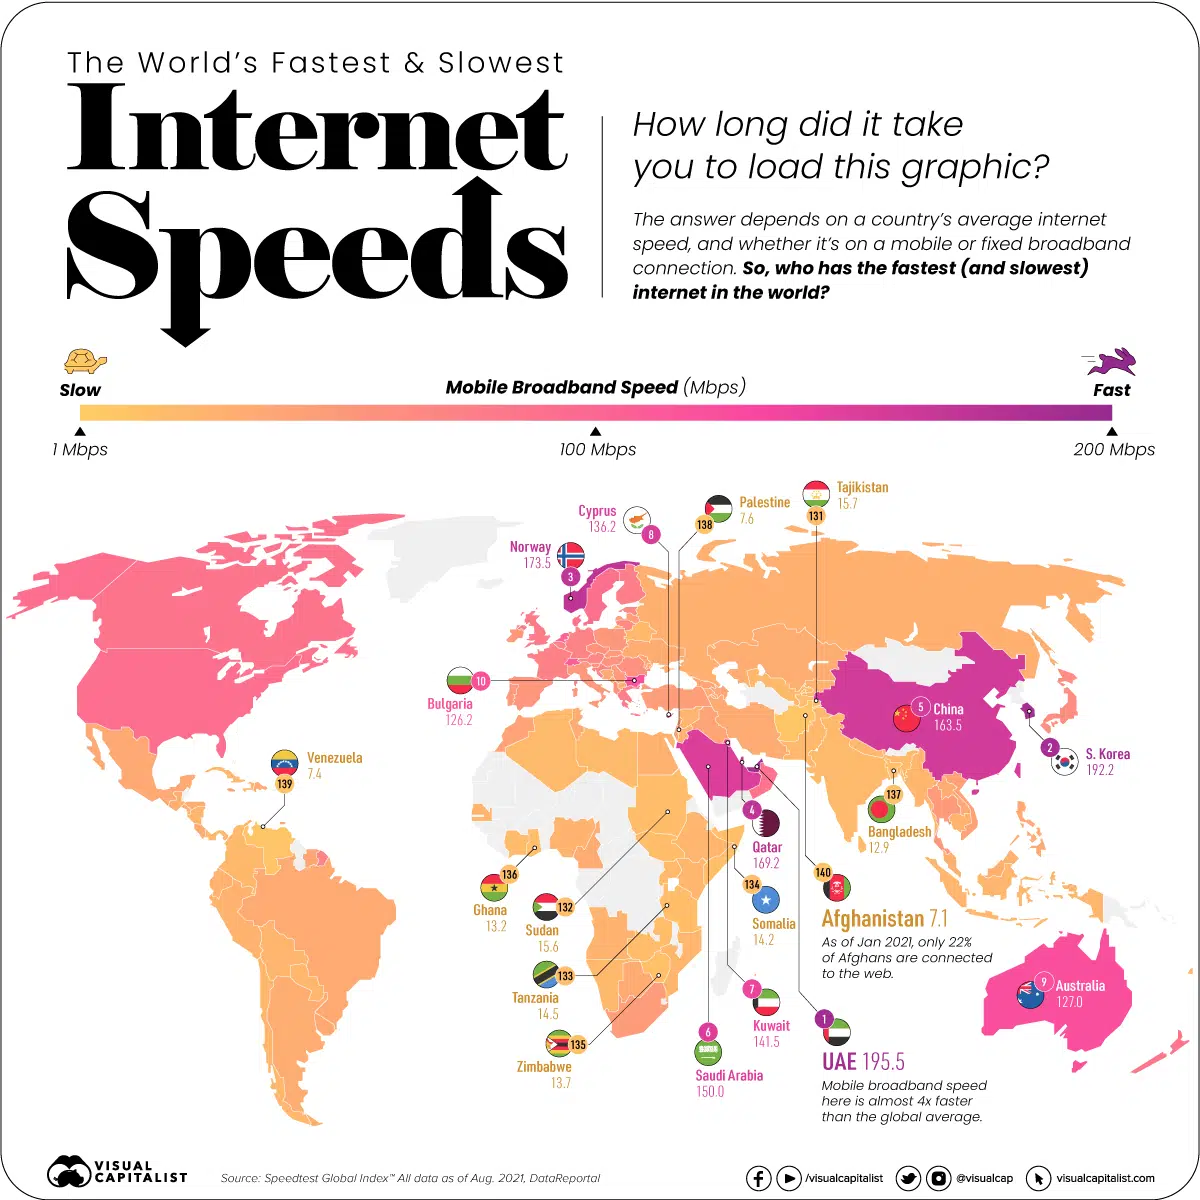 The World's Fastest & Slowest
Internet
Speeds
How long did it take
you to load this graphic?
The answer depends on a country's average internet
speed, and whether it's on a mobile or fixed broadband
connection. So, who has the fastest (and slowest)
internet in the world?
Slow
Mobile Broadband Speed (Mbps)
Fast
1 Mbps
100 Mbps
200 Mbps
Cyprus
136.2
8
Palestine
7.6
138
Tajikistan
15.7
131
Norway
173.5
3
Bulgaria
126.2
10
Venezuela
7.4
139
5
China
163.5
2
S. Korea
192.2
4
Qatar
169.2
137
Bangladesh
12.9
136
Ghana
13.2
132
Sudan
15.6
134
Somalia
14.2
140
Afghanistan 7.1
As of Jan 2021, only 22%
of Afghans are connected
to the web.
133
Tanzania
14.5
7
Kuwait
141.5
9
Australia
127.0
135
Zimbabwe
13.7
6
Saudi Arabia
150.0
1
UAE 195.5
Mobile broadband speed
here is almost 4x faster
than the global average.
VISUAL
CAPITALIST
Source: Speedtest Global Index™ All data as of Aug. 2021, DataReportal
/visualcapitalist
@visualcap
visualcapitalist.com